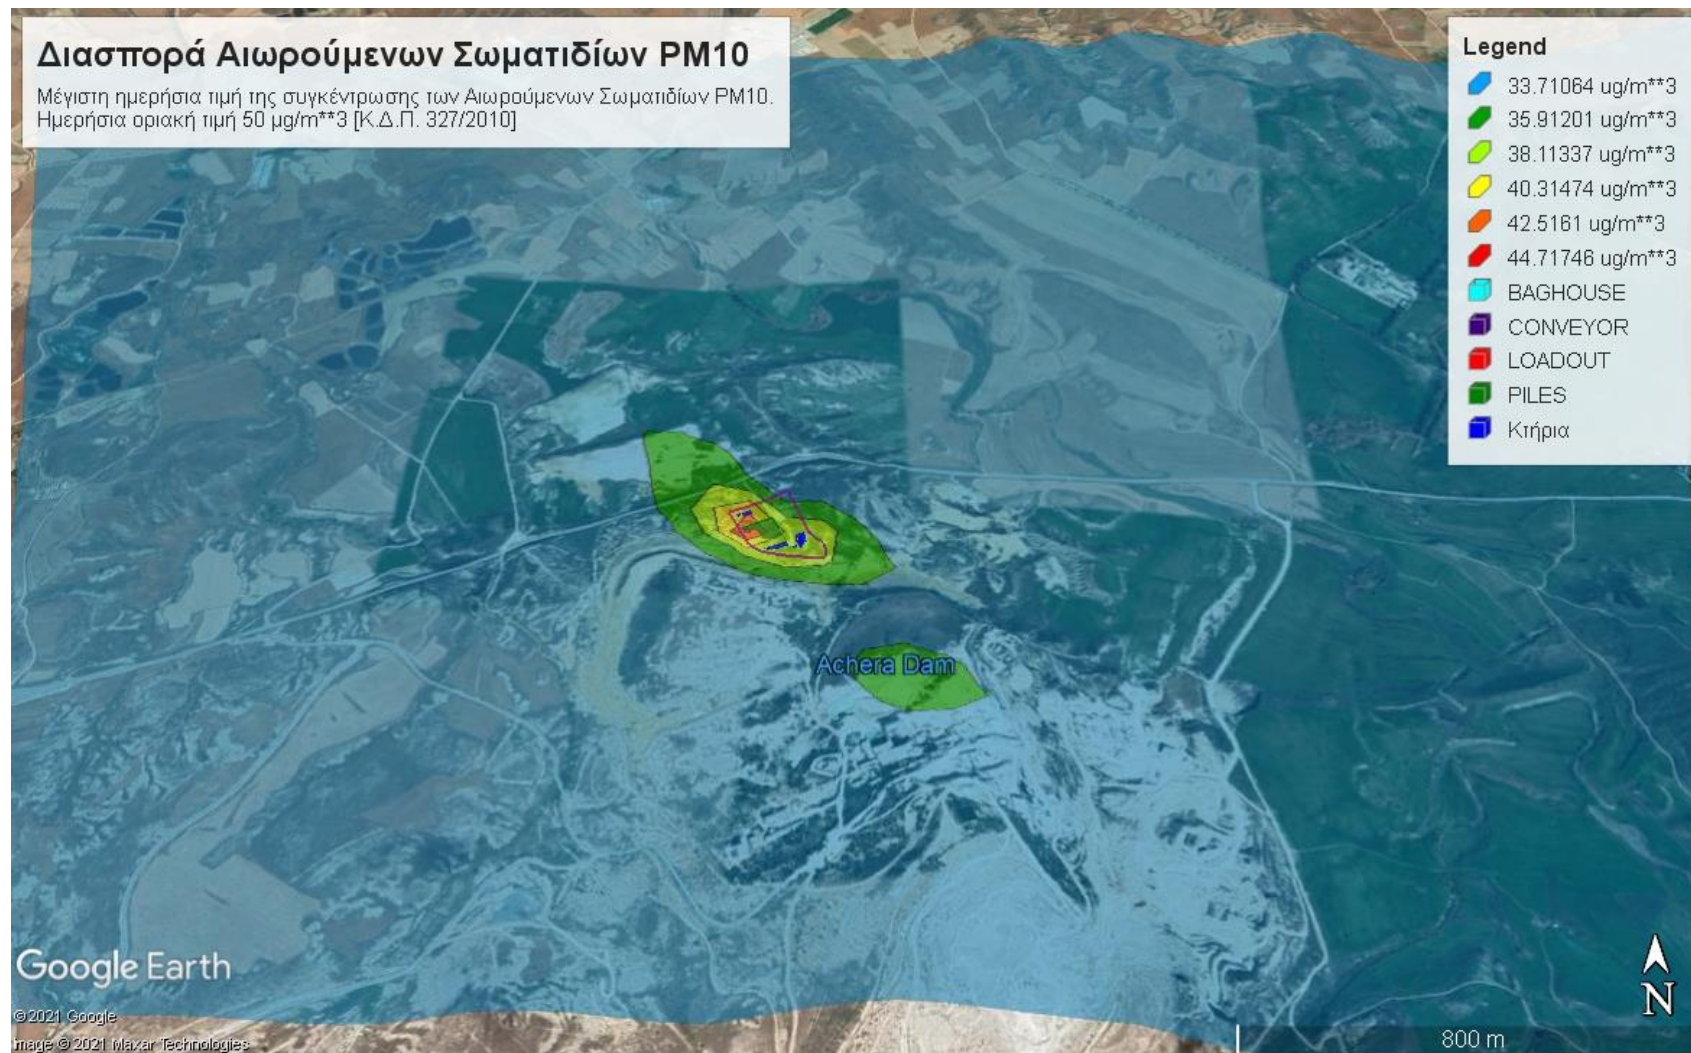 Διασπορά Αιωρούμενων Σωματιδίων PM10
Μέγιστη ημερήσια τιμή της συγκέντρωσης των Αιωρούμενων Σωματιδίων PM10.
Ημερήσια οριακή τιμή 50 μg/m**3 [Κ.Δ.Π. 327/2010]
Legend
33.71064 ug/m**3
35.91201 ug/m**3
38.11337 ug/m**3
40.31474 ug/m**3
42.5161 ug/m**3
44.71746 ug/m**3
BAGHOUSE
CONVEYOR
LOADOUT
PILES
Κτήρια
Achera Dam
Google Earth
©2021 Google
Image © 2021 Maxar Technologies
N
800 m